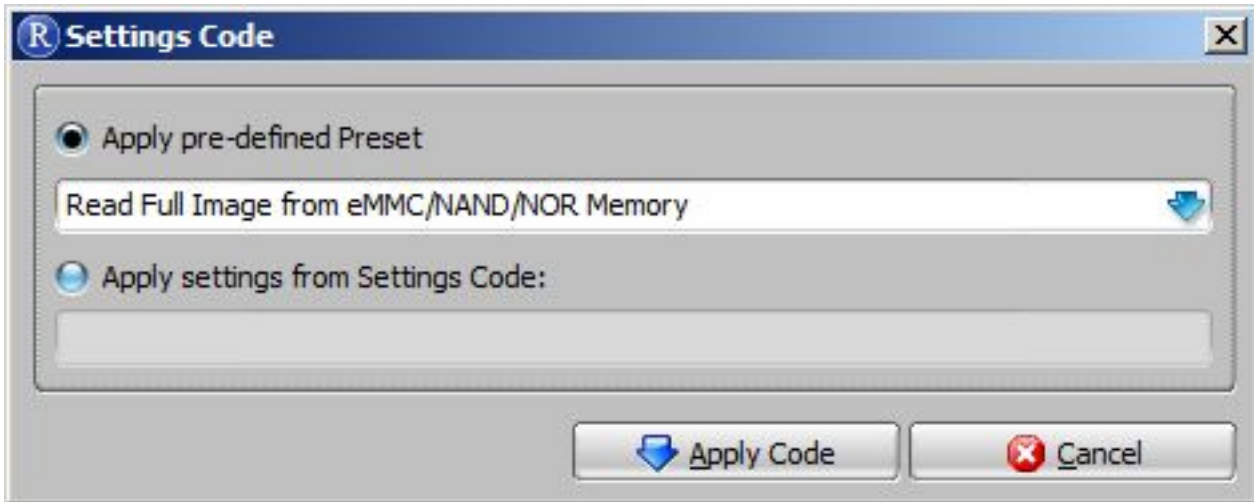 R Settings Code
Apply pre-defined Preset
Read Full Image from eMMC/NAND/NOR Memory
Apply settings from Settings Code:
Apply Code Cancel